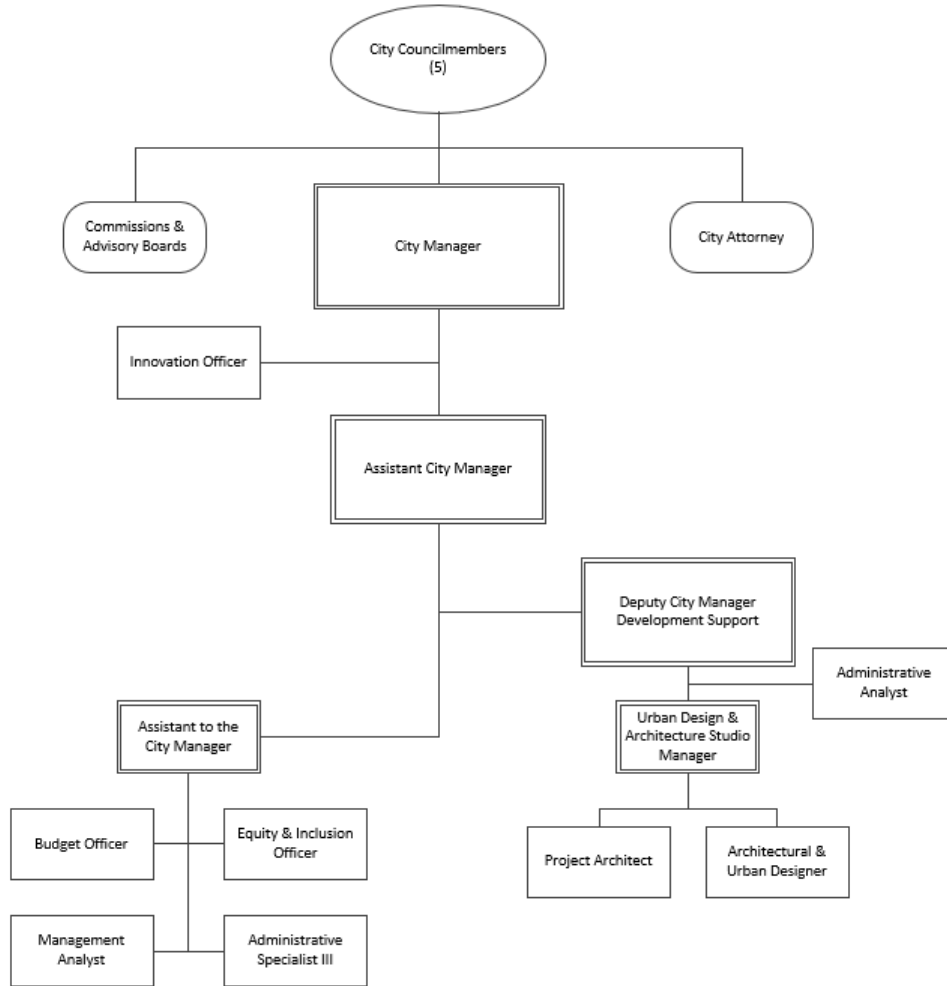 City Councilmembers
(5)
Commissions &
Advisory Boards
City Manager
City Attorney
Innovation Officer
Assistant City Manager
Deputy City Manager
Development Support
Administrative
Analyst
Assistant to the
City Manager
Urban Design &
Architecture Studio
Manager
Budget Officer
Equity & Inclusion
Officer
Project Architect
Architectural &
Urban Designer
Management
Analyst
Administrative
Specialist III